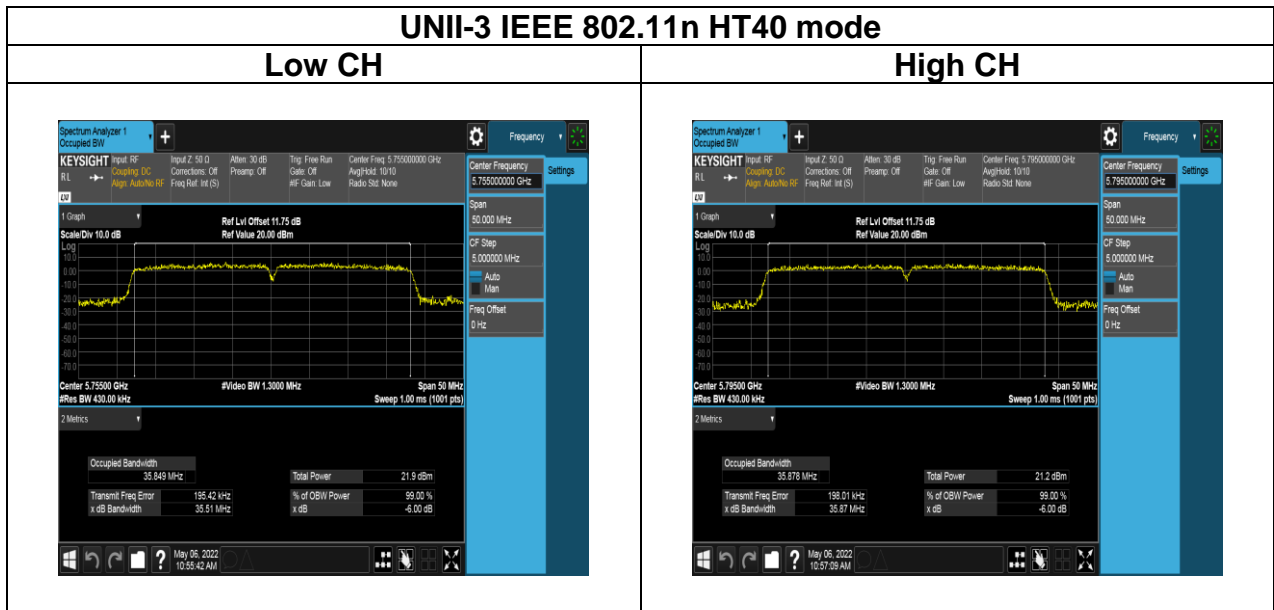 UNII-3 IEEE 802.11n HT40 mode
Low CH
High CH
Spectrum Analyzer 1
Occupied BW
+
Frequency
KEYSIGHT
Input: RF
Input Z: 50 Ω
Atten: 30 dB
Trig: Free Run
Center Freq: 5.755000000 GHz
RL
Coupling: DC
Corrections: Off
Preamp: Off
Gate: Off
Avg|Hold: 10/10
Align: Auto/No RF
Freq Ref: Int (S)
#IF Gain: Low
Radio Std: None
LXI
Center Frequency
5.755000000 GHz
Settings
Span
50.000 MHz
CF Step
5.000000 MHz
Auto
Man
Freq Offset
0 Hz
1 Graph
Ref Lvl Offset 11.75 dB
Scale/Div 10.0 dB
Ref Value 20.00 dBm
Log
10.0
0.00
-10.0
-20.0
-30.0
-40.0
-50.0
-60.0
-70.0
Center 5.75500 GHz
#Video BW 1.3000 MHz
Span 50 MHz
#Res BW 430.00 kHz
Sweep 1.00 ms (1001 pts)
2 Metrics
Occupied Bandwidth
35.849 MHz
Total Power 21.9 dBm
Transmit Freq Error 195.42 kHz
% of OBW Power 99.00 %
x dB Bandwidth 35.51 MHz
x dB -6.00 dB
?
May 06, 2022
10:55:42 AM
Spectrum Analyzer 1
Occupied BW
+
Frequency
KEYSIGHT
Input: RF
Input Z: 50 Ω
Atten: 30 dB
Trig: Free Run
Center Freq: 5.795000000 GHz
RL
Coupling: DC
Corrections: Off
Preamp: Off
Gate: Off
Avg|Hold: 10/10
Align: Auto/No RF
Freq Ref: Int (S)
#IF Gain: Low
Radio Std: None
LXI
Center Frequency
5.795000000 GHz
Settings
Span
50.000 MHz
CF Step
5.000000 MHz
Auto
Man
Freq Offset
0 Hz
1 Graph
Ref Lvl Offset 11.75 dB
Scale/Div 10.0 dB
Ref Value 20.00 dBm
Log
10.0
0.00
-10.0
-20.0
-30.0
-40.0
-50.0
-60.0
-70.0
Center 5.79500 GHz
#Video BW 1.3000 MHz
Span 50 MHz
#Res BW 430.00 kHz
Sweep 1.00 ms (1001 pts)
2 Metrics
Occupied Bandwidth
35.878 MHz
Total Power 21.2 dBm
Transmit Freq Error 198.01 kHz
% of OBW Power 99.00 %
x dB Bandwidth 35.87 MHz
x dB -6.00 dB
?
May 06, 2022
10:57:09 AM